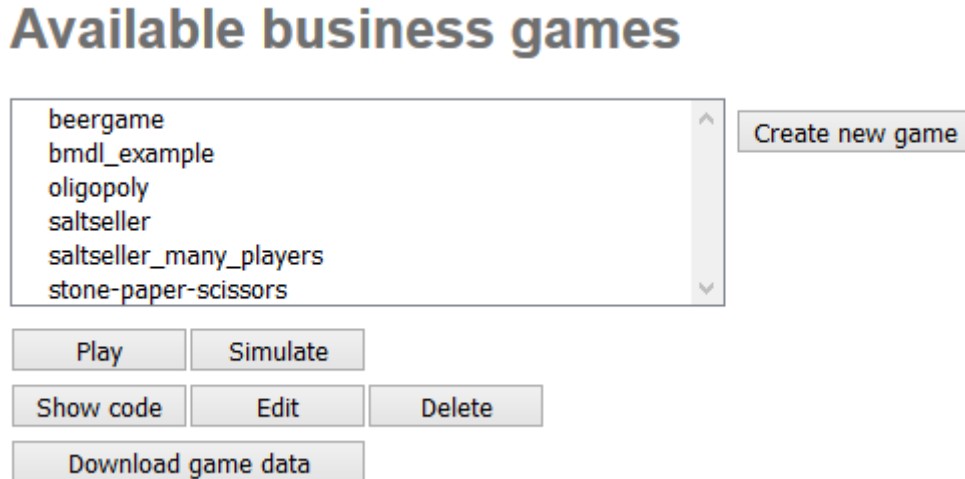 Available business games
beergame
bmdl_example
oligopoly
saltseller
saltseller_many_players
stone-paper-scissors
Create new game
Play
Simulate
Show code
Edit
Delete
Download game data